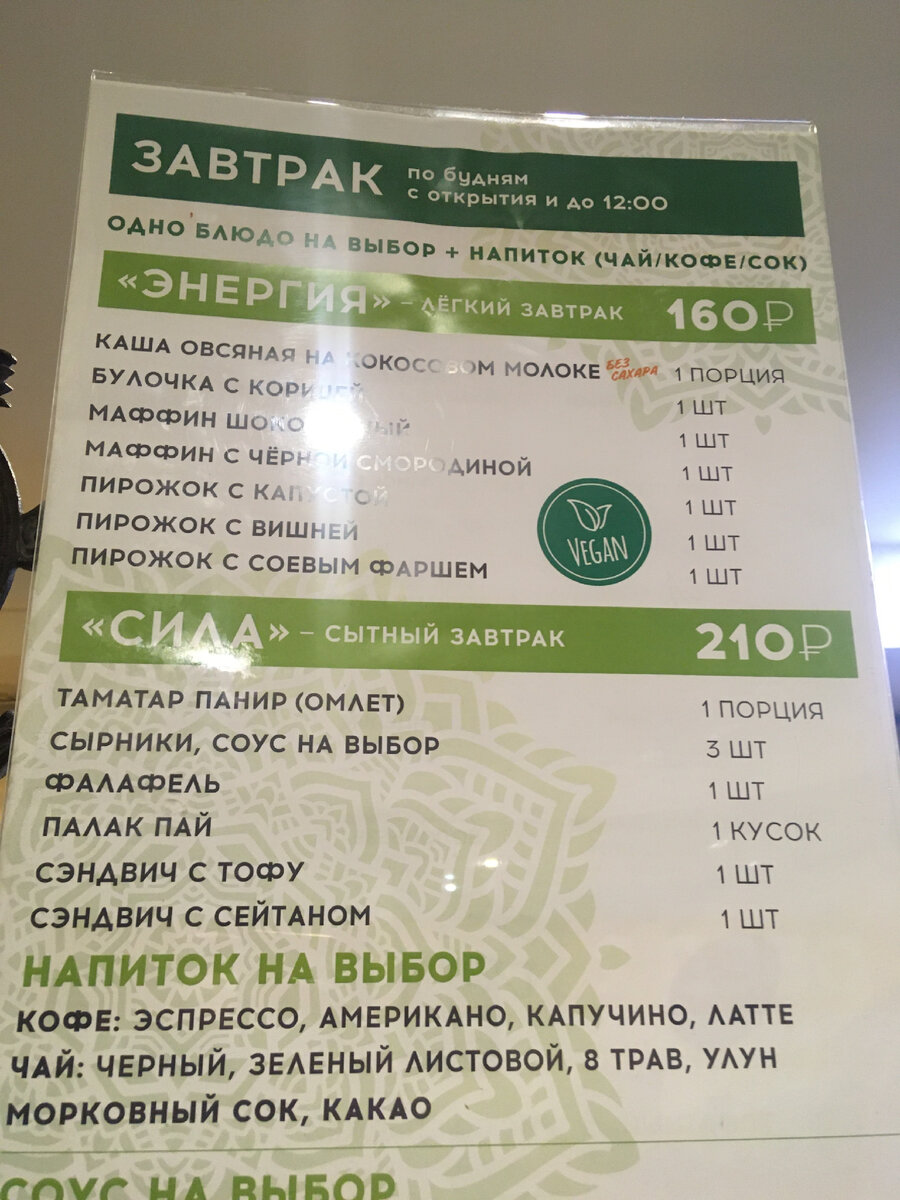 ЗАВТРАК по будням
с открытия и до 12:00
ОДНО БЛЮДО НА ВЫБОР + НАПИТОК (ЧАЙ/КОФЕ/СОК)
«ЭНЕРГИЯ» – ЛЁГКИЙ ЗАВТРАК 160₽
КАША ОВСЯНАЯ НА КОКОСОВОМ МОЛОКЕ БЕЗ САХАРА 1 ПОРЦИЯ
БУЛОЧКА С КОРИЦЕЙ 1 ШТ
МАФФИН ШОКОЛАДНЫЙ 1 ШТ
МАФФИН С ЧЁРНОЙ СМОРОДИНОЙ 1 ШТ
ПИРОЖОК С КАПУСТОЙ 1 ШТ
ПИРОЖОК С ВИШНЕЙ 1 ШТ
ПИРОЖОК С СОЕВЫМ ФАРШЕМ 1 ШТ
VEGAN
«СИЛА» – СЫТНЫЙ ЗАВТРАК 210₽
ТАМАТАР ПАНИР (ОМЛЕТ) 1 ПОРЦИЯ
СЫРНИКИ, СОУС НА ВЫБОР 3 ШТ
ФАЛАФЕЛЬ 1 ШТ
ПАЛАК ПАЙ 1 КУСОК
СЭНДВИЧ С ТОФУ 1 ШТ
СЭНДВИЧ С СЕЙТАНОМ 1 ШТ
НАПИТОК НА ВЫБОР
КОФЕ: ЭСПРЕССО, АМЕРИКАНО, КАПУЧИНО, ЛАТТЕ
ЧАЙ: ЧЕРНЫЙ, ЗЕЛЕНЫЙ ЛИСТОВОЙ, 8 ТРАВ, УЛУН
МОРКОВНЫЙ СОК, КАКАО
СОУС НА ВЫБОР